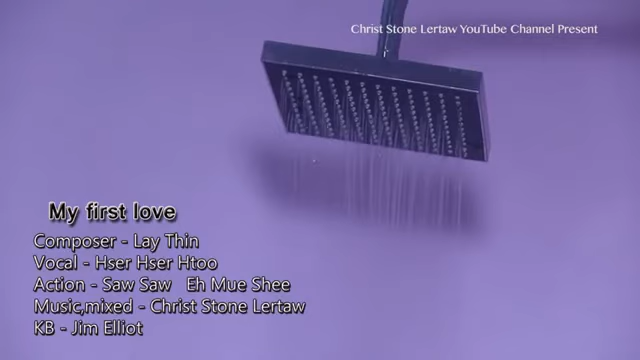 Christ Stone Lertaw YouTube Channel Present
My first love
Composer - Lay Thin
Vocal - Hser Hser Htoo
Action - Saw Saw   Eh Mue Shee
Music,mixed - Christ Stone Lertaw
KB - Jim Elliot